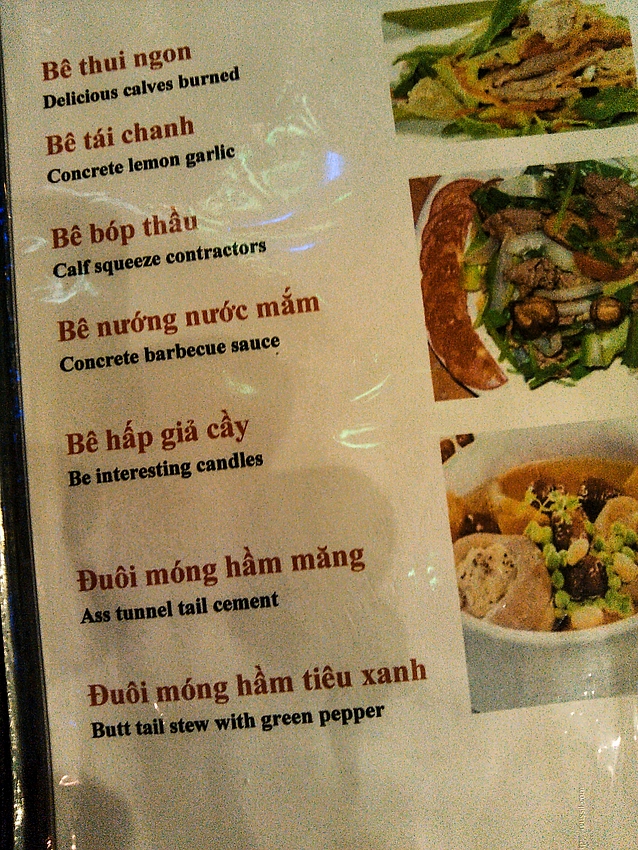 Bê thui ngon
Delicious calves burned
Bê tái chanh
Concrete lemon garlic
Bê bóp thầu
Calf squeeze contractors
Bê nướng nước mắm
Concrete barbecue sauce
Bê hấp giả cầy
Be interesting candles
Đuôi móng hầm măng
Ass tunnel tail cement
Đuôi móng hầm tiêu xanh
Butt tail stew with green pepper